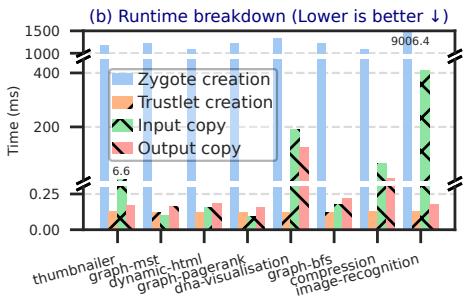 (b) Runtime breakdown (Lower is better ↓)
1500
1000
9006.4
400
Zygote creation
Trustlet creation
Input copy
Output copy
200
Time (ms)
6.6
0.25
0.00
thumbnailer
graph-mst
dynamic-html
graph-pagerank
dna-visualisation
graph-bfs
compression
image-recognition